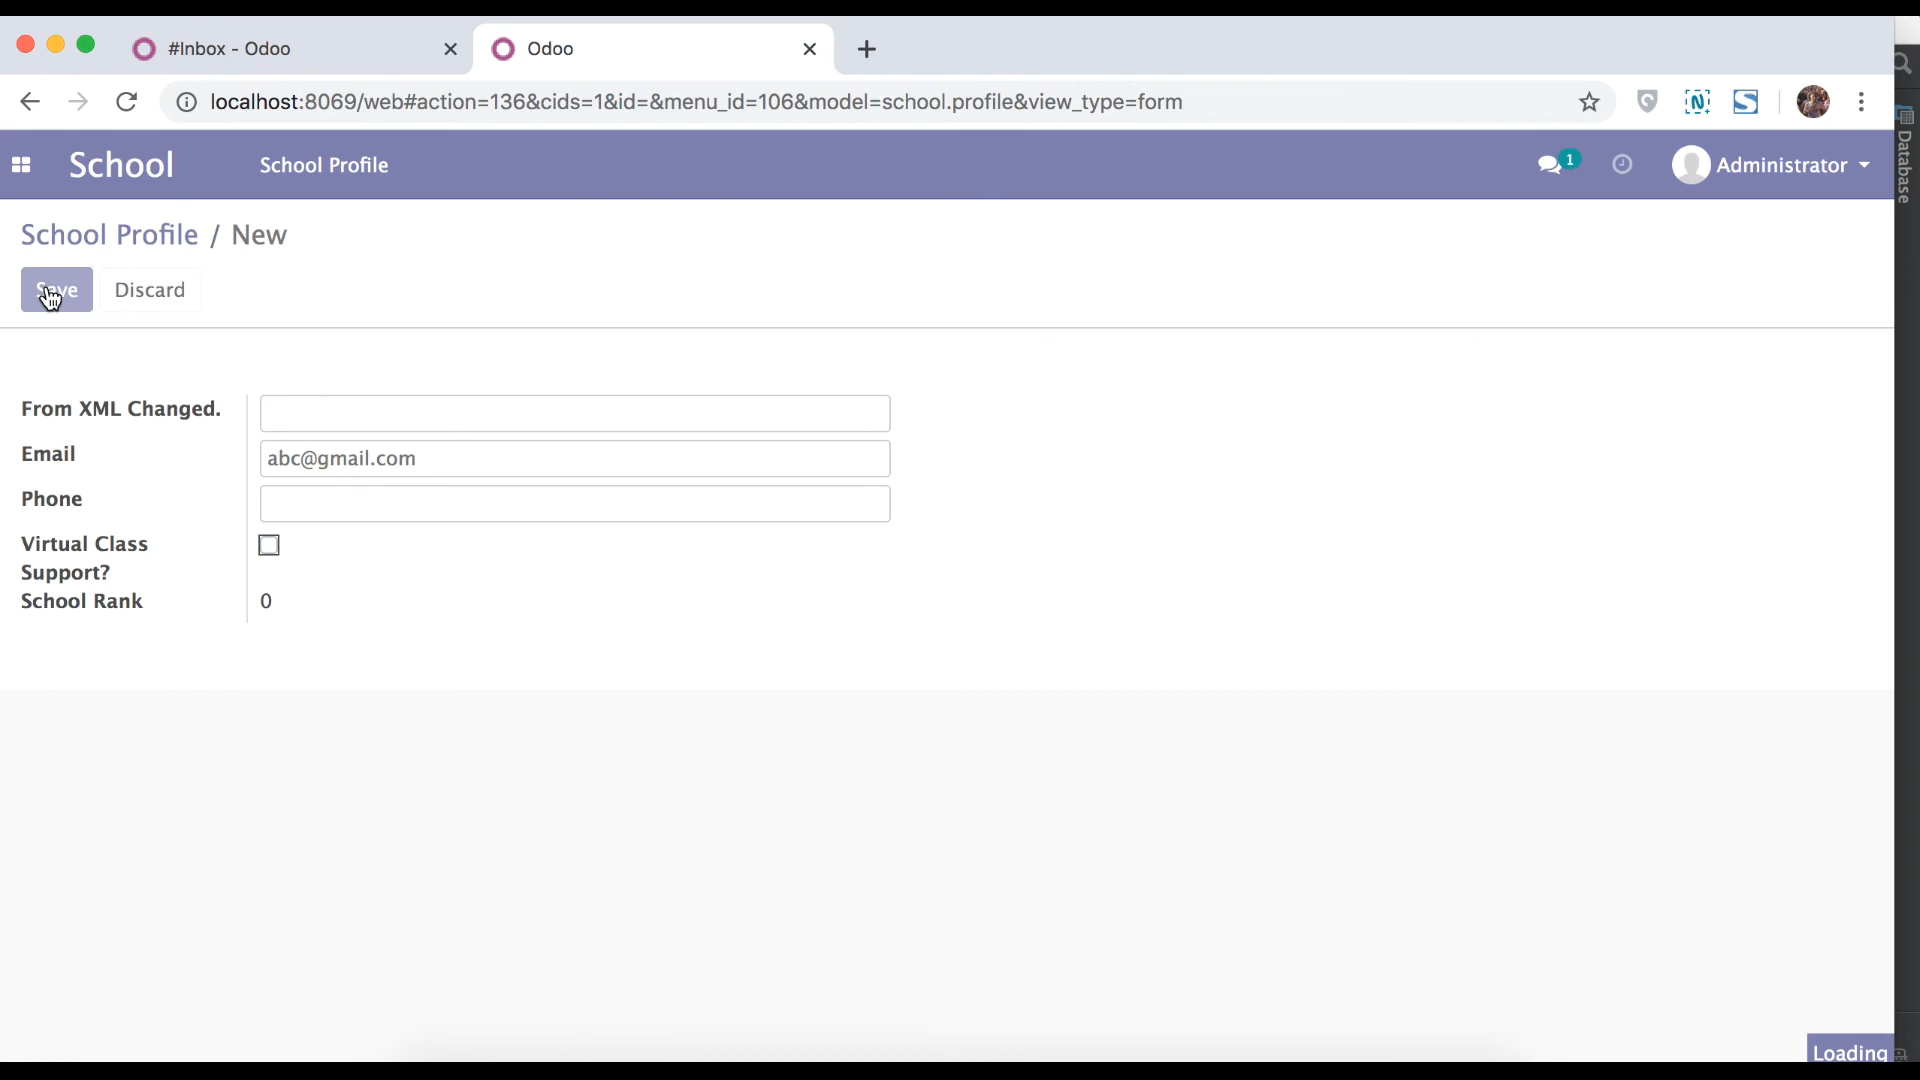 #Inbox - Odoo
Odoo
localhost:8069/web#action=136&cids=1&id=&menu_id=106&model=school.profile&view_type=form
School
School Profile
1
Administrator
Database
School Profile / New
Save
Discard
From XML Changed.
Email
abc@gmail.com
Phone
Virtual Class
Support?
School Rank
0
Loading